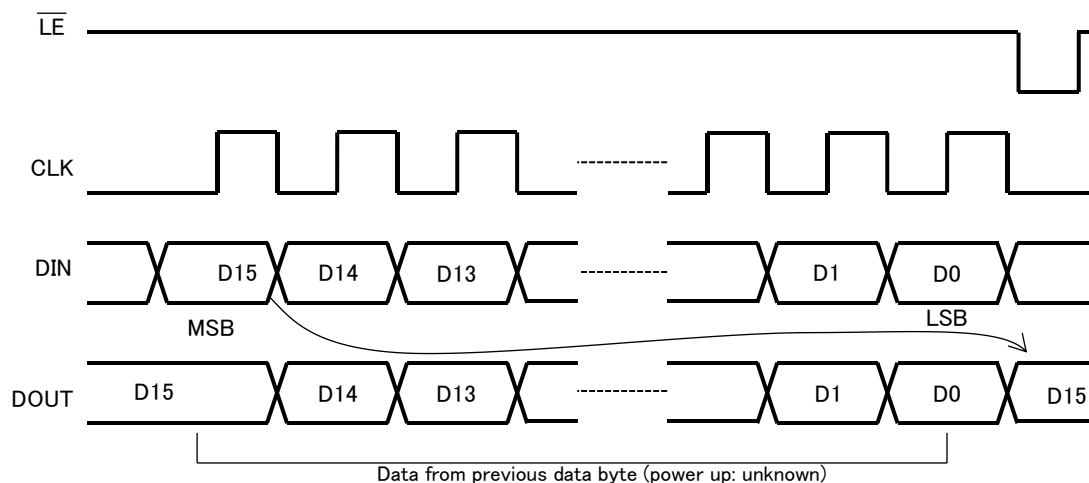 LE
CLK
DIN D15 D14 D13 D1 D0
MSB LSB
DOUT D15 D14 D13 D1 D0 D15
Data from previous data byte (power up: unknown)